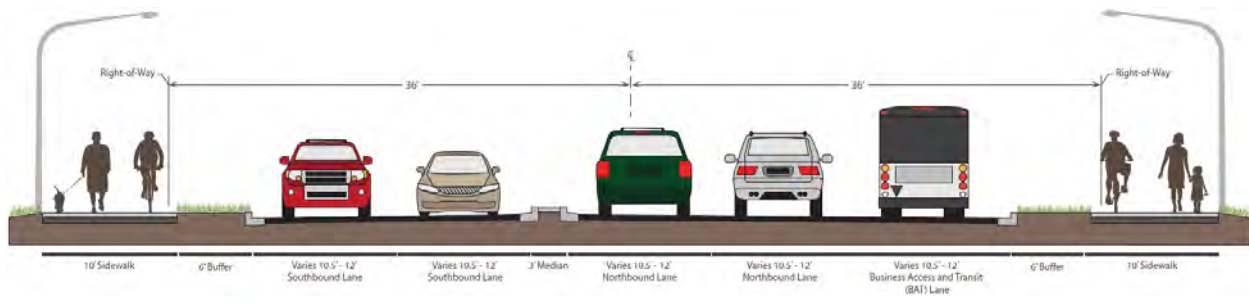 ℄
36'
36'
Right-of-Way
Right-of-Way
10' Sidewalk
6' Buffer
Varies 10.5' - 12'
Southbound Lane
Varies 10.5' - 12'
Southbound Lane
3' Median
Varies 10.5' - 12'
Northbound Lane
Varies 10.5' - 12'
Northbound Lane
Varies 10.5' - 12'
Business Access and Transit
(BAT) Lane
6' Buffer
10' Sidewalk